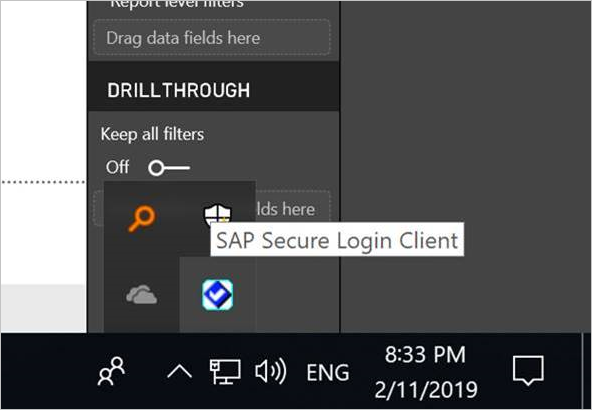 Report level filters
Drag data fields here
DRILLTHROUGH
Keep all filters
Off
lds here
SAP Secure Login Client
ENG
8:33 PM
2/11/2019